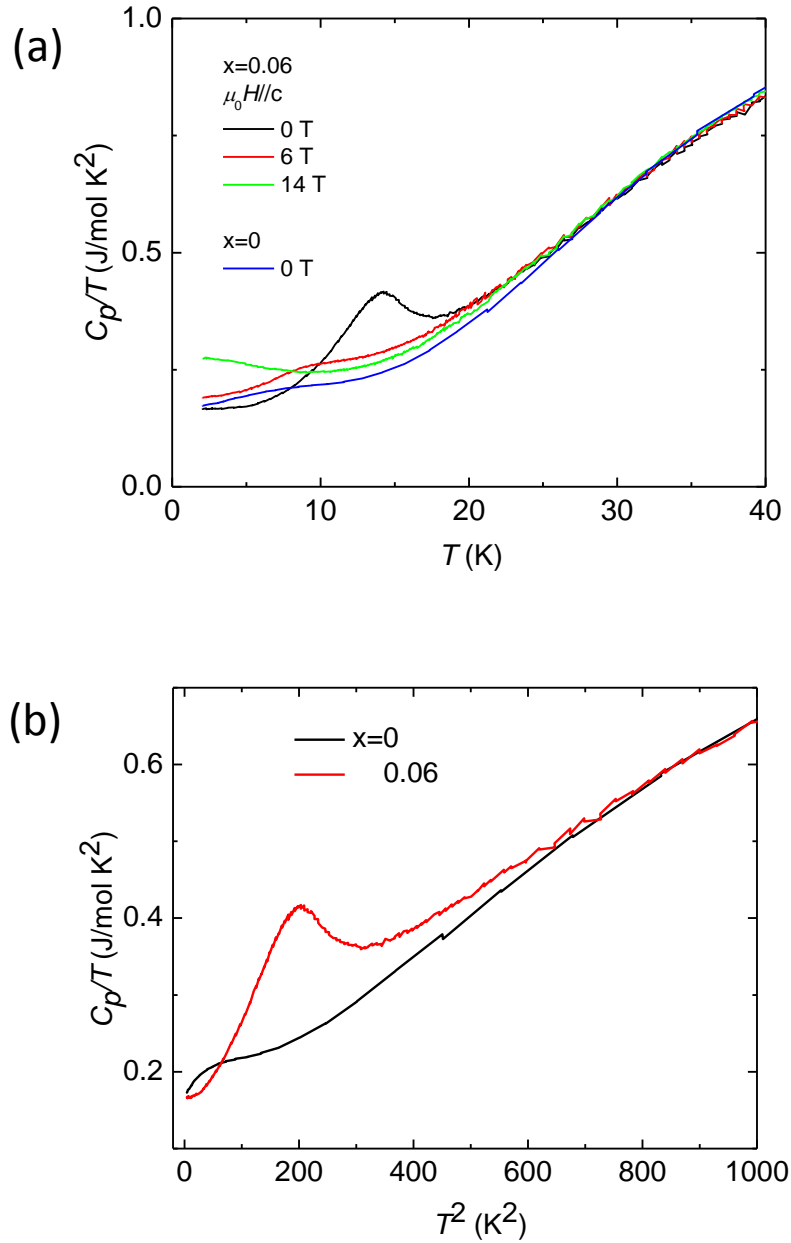 (a)
1.0
0.5
0.0
C_p/T (J/mol K²)
x=0.06
μ₀H//c
0 T
6 T
14 T
x=0
0 T
0 10 20 30 40
T (K)
(b)
0.6
0.4
0.2
C_p/T (J/mol K²)
x=0
0.06
0 200 400 600 800 1000
T² (K²)